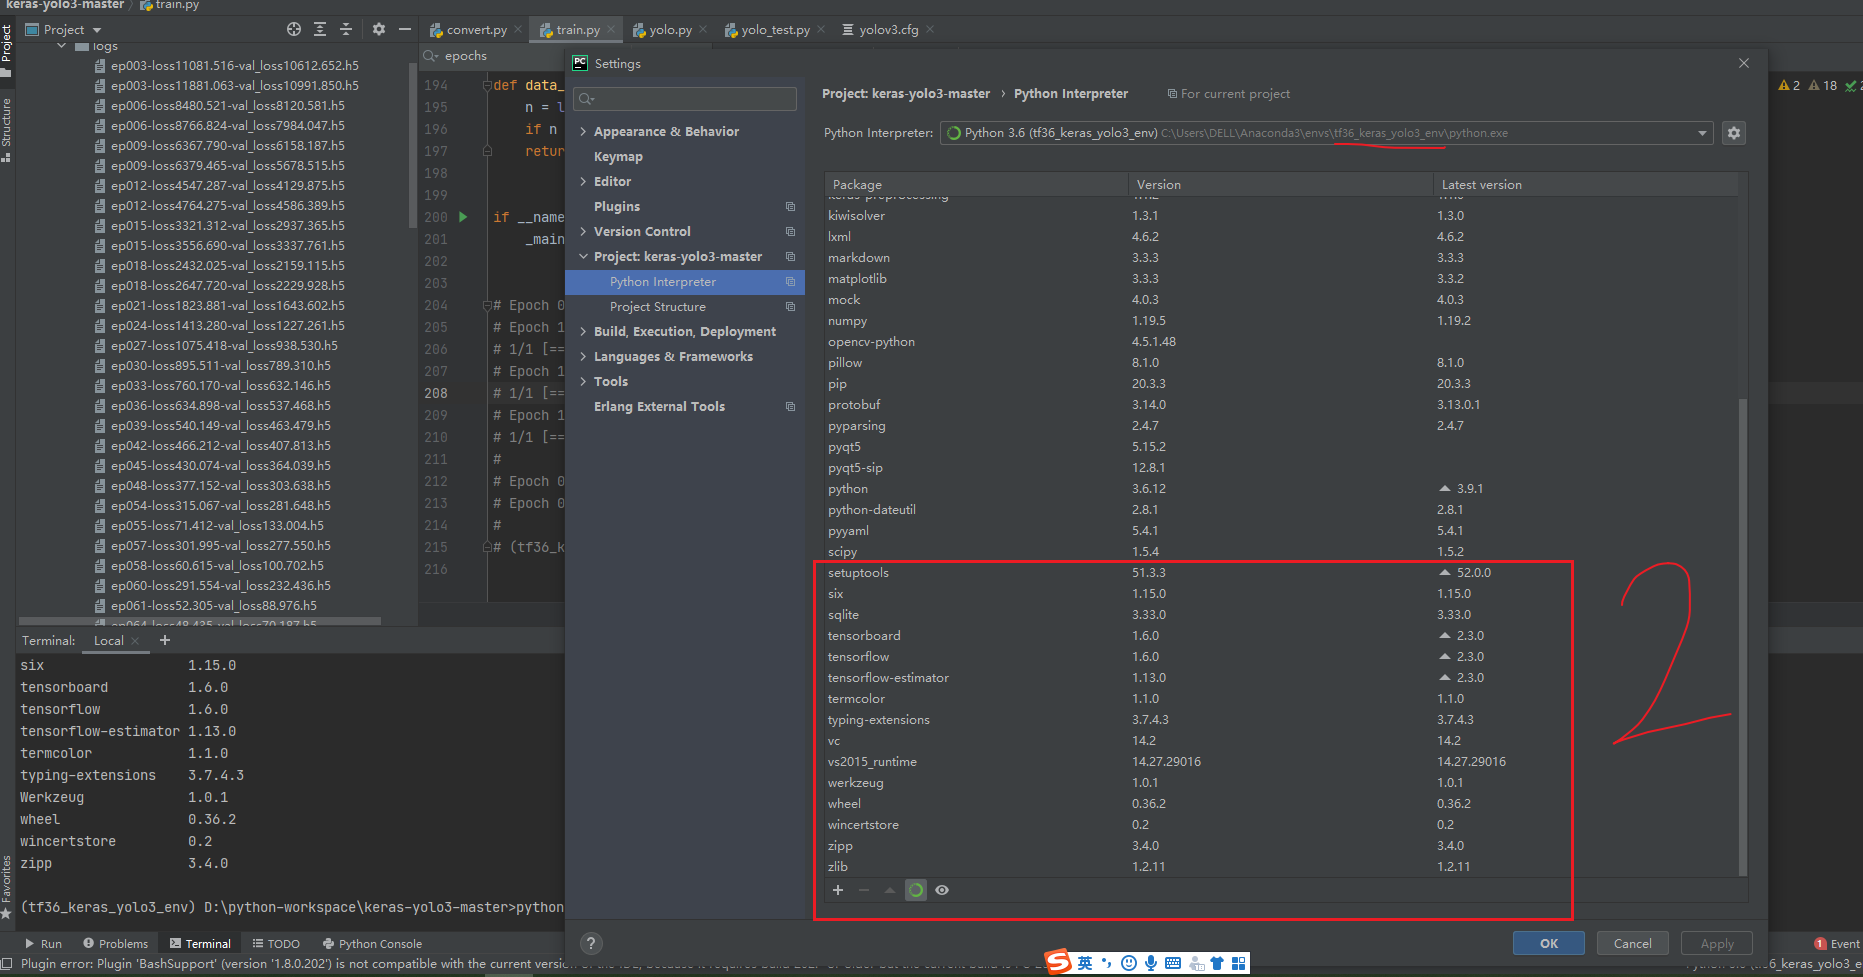 keras-yolo3-master › train.py
Project
convert.py
train.py
yolo.py
yolo_test.py
yolov3.cfg
Project
Structure
Favorites
logs
ep003-loss11081.516-val_loss10612.652.h5
ep003-loss11881.063-val_loss10991.850.h5
ep006-loss8480.521-val_loss8120.581.h5
ep006-loss8766.824-val_loss7984.047.h5
ep009-loss6367.790-val_loss6158.187.h5
ep009-loss6379.465-val_loss5678.515.h5
ep012-loss4547.287-val_loss4129.875.h5
ep012-loss4764.275-val_loss4586.389.h5
ep015-loss3321.312-val_loss2937.365.h5
ep015-loss3556.690-val_loss3337.761.h5
ep018-loss2432.025-val_loss2159.115.h5
ep018-loss2647.720-val_loss2229.928.h5
ep021-loss1823.881-val_loss1643.602.h5
ep024-loss1413.280-val_loss1227.261.h5
ep027-loss1075.418-val_loss938.530.h5
ep030-loss895.511-val_loss789.310.h5
ep033-loss760.170-val_loss632.146.h5
ep036-loss634.898-val_loss537.468.h5
ep039-loss540.149-val_loss463.479.h5
ep042-loss466.212-val_loss407.813.h5
ep045-loss430.074-val_loss364.039.h5
ep048-loss377.152-val_loss303.638.h5
ep054-loss315.067-val_loss281.648.h5
ep055-loss71.412-val_loss133.004.h5
ep057-loss301.995-val_loss277.550.h5
ep058-loss60.615-val_loss100.702.h5
ep060-loss291.554-val_loss232.436.h5
ep061-loss52.305-val_loss88.976.h5
ep064-loss48.435-val_loss70.187.h5
epochs
194 def data_
195 n = l
196 if n
197 retur
198
199
200 if __name
201 _main
202
203
204 # Epoch 0
205 # Epoch 1
206 # 1/1 [==
207 # Epoch 1
208 # 1/1 [==
209 # Epoch 1
210 # 1/1 [==
211 #
212 # Epoch 0
213 # Epoch 0
214 #
215 # (tf36_k
216
2 18 2
Settings
Appearance & Behavior
Keymap
Editor
Plugins
Version Control
Project: keras-yolo3-master
Python Interpreter
Project Structure
Build, Execution, Deployment
Languages & Frameworks
Tools
Erlang External Tools
Project: keras-yolo3-master › Python Interpreter For current project
Python Interpreter: Python 3.6 (tf36_keras_yolo3_env) C:\Users\DELL\Anaconda3\envs\tf36_keras_yolo3_env\python.exe
Package Version Latest version
keras-preprocessing 1.1.2 1.1.0
kiwisolver 1.3.1 1.3.0
lxml 4.6.2 4.6.2
markdown 3.3.3 3.3.3
matplotlib 3.3.3 3.3.2
mock 4.0.3 4.0.3
numpy 1.19.5 1.19.2
opencv-python 4.5.1.48
pillow 8.1.0 8.1.0
pip 20.3.3 20.3.3
protobuf 3.14.0 3.13.0.1
pyparsing 2.4.7 2.4.7
pyqt5 5.15.2
pyqt5-sip 12.8.1
python 3.6.12 3.9.1
python-dateutil 2.8.1 2.8.1
pyyaml 5.4.1 5.4.1
scipy 1.5.4 1.5.2
setuptools 51.3.3 52.0.0
six 1.15.0 1.15.0
sqlite 3.33.0 3.33.0
tensorboard 1.6.0 2.3.0
tensorflow 1.6.0 2.3.0
tensorflow-estimator 1.13.0 2.3.0
termcolor 1.1.0 1.1.0
typing-extensions 3.7.4.3 3.7.4.3
vc 14.2 14.2
vs2015_runtime 14.27.29016 14.27.29016
werkzeug 1.0.1 1.0.1
wheel 0.36.2 0.36.2
wincertstore 0.2 0.2
zipp 3.4.0 3.4.0
zlib 1.2.11 1.2.11
2
OK Cancel Apply
Terminal: Local
six 1.15.0
tensorboard 1.6.0
tensorflow 1.6.0
tensorflow-estimator 1.13.0
termcolor 1.1.0
typing-extensions 3.7.4.3
Werkzeug 1.0.1
wheel 0.36.2
wincertstore 0.2
zipp 3.4.0
(tf36_keras_yolo3_env) D:\python-workspace\keras-yolo3-master>python
Run Problems Terminal TODO Python Console
1 Event
Plugin error: Plugin 'BashSupport' (version '1.8.0.202') is not compatible with the current version
英